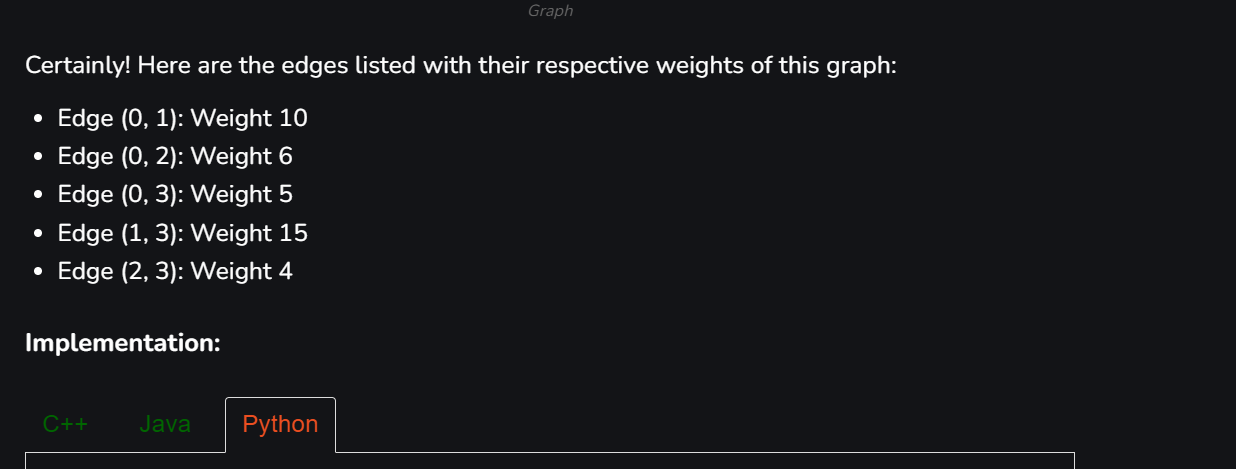 Graph
Certainly! Here are the edges listed with their respective weights of this graph:
• Edge (0, 1): Weight 10
• Edge (0, 2): Weight 6
• Edge (0, 3): Weight 5
• Edge (1, 3): Weight 15
• Edge (2, 3): Weight 4
Implementation:
C++ Java Python